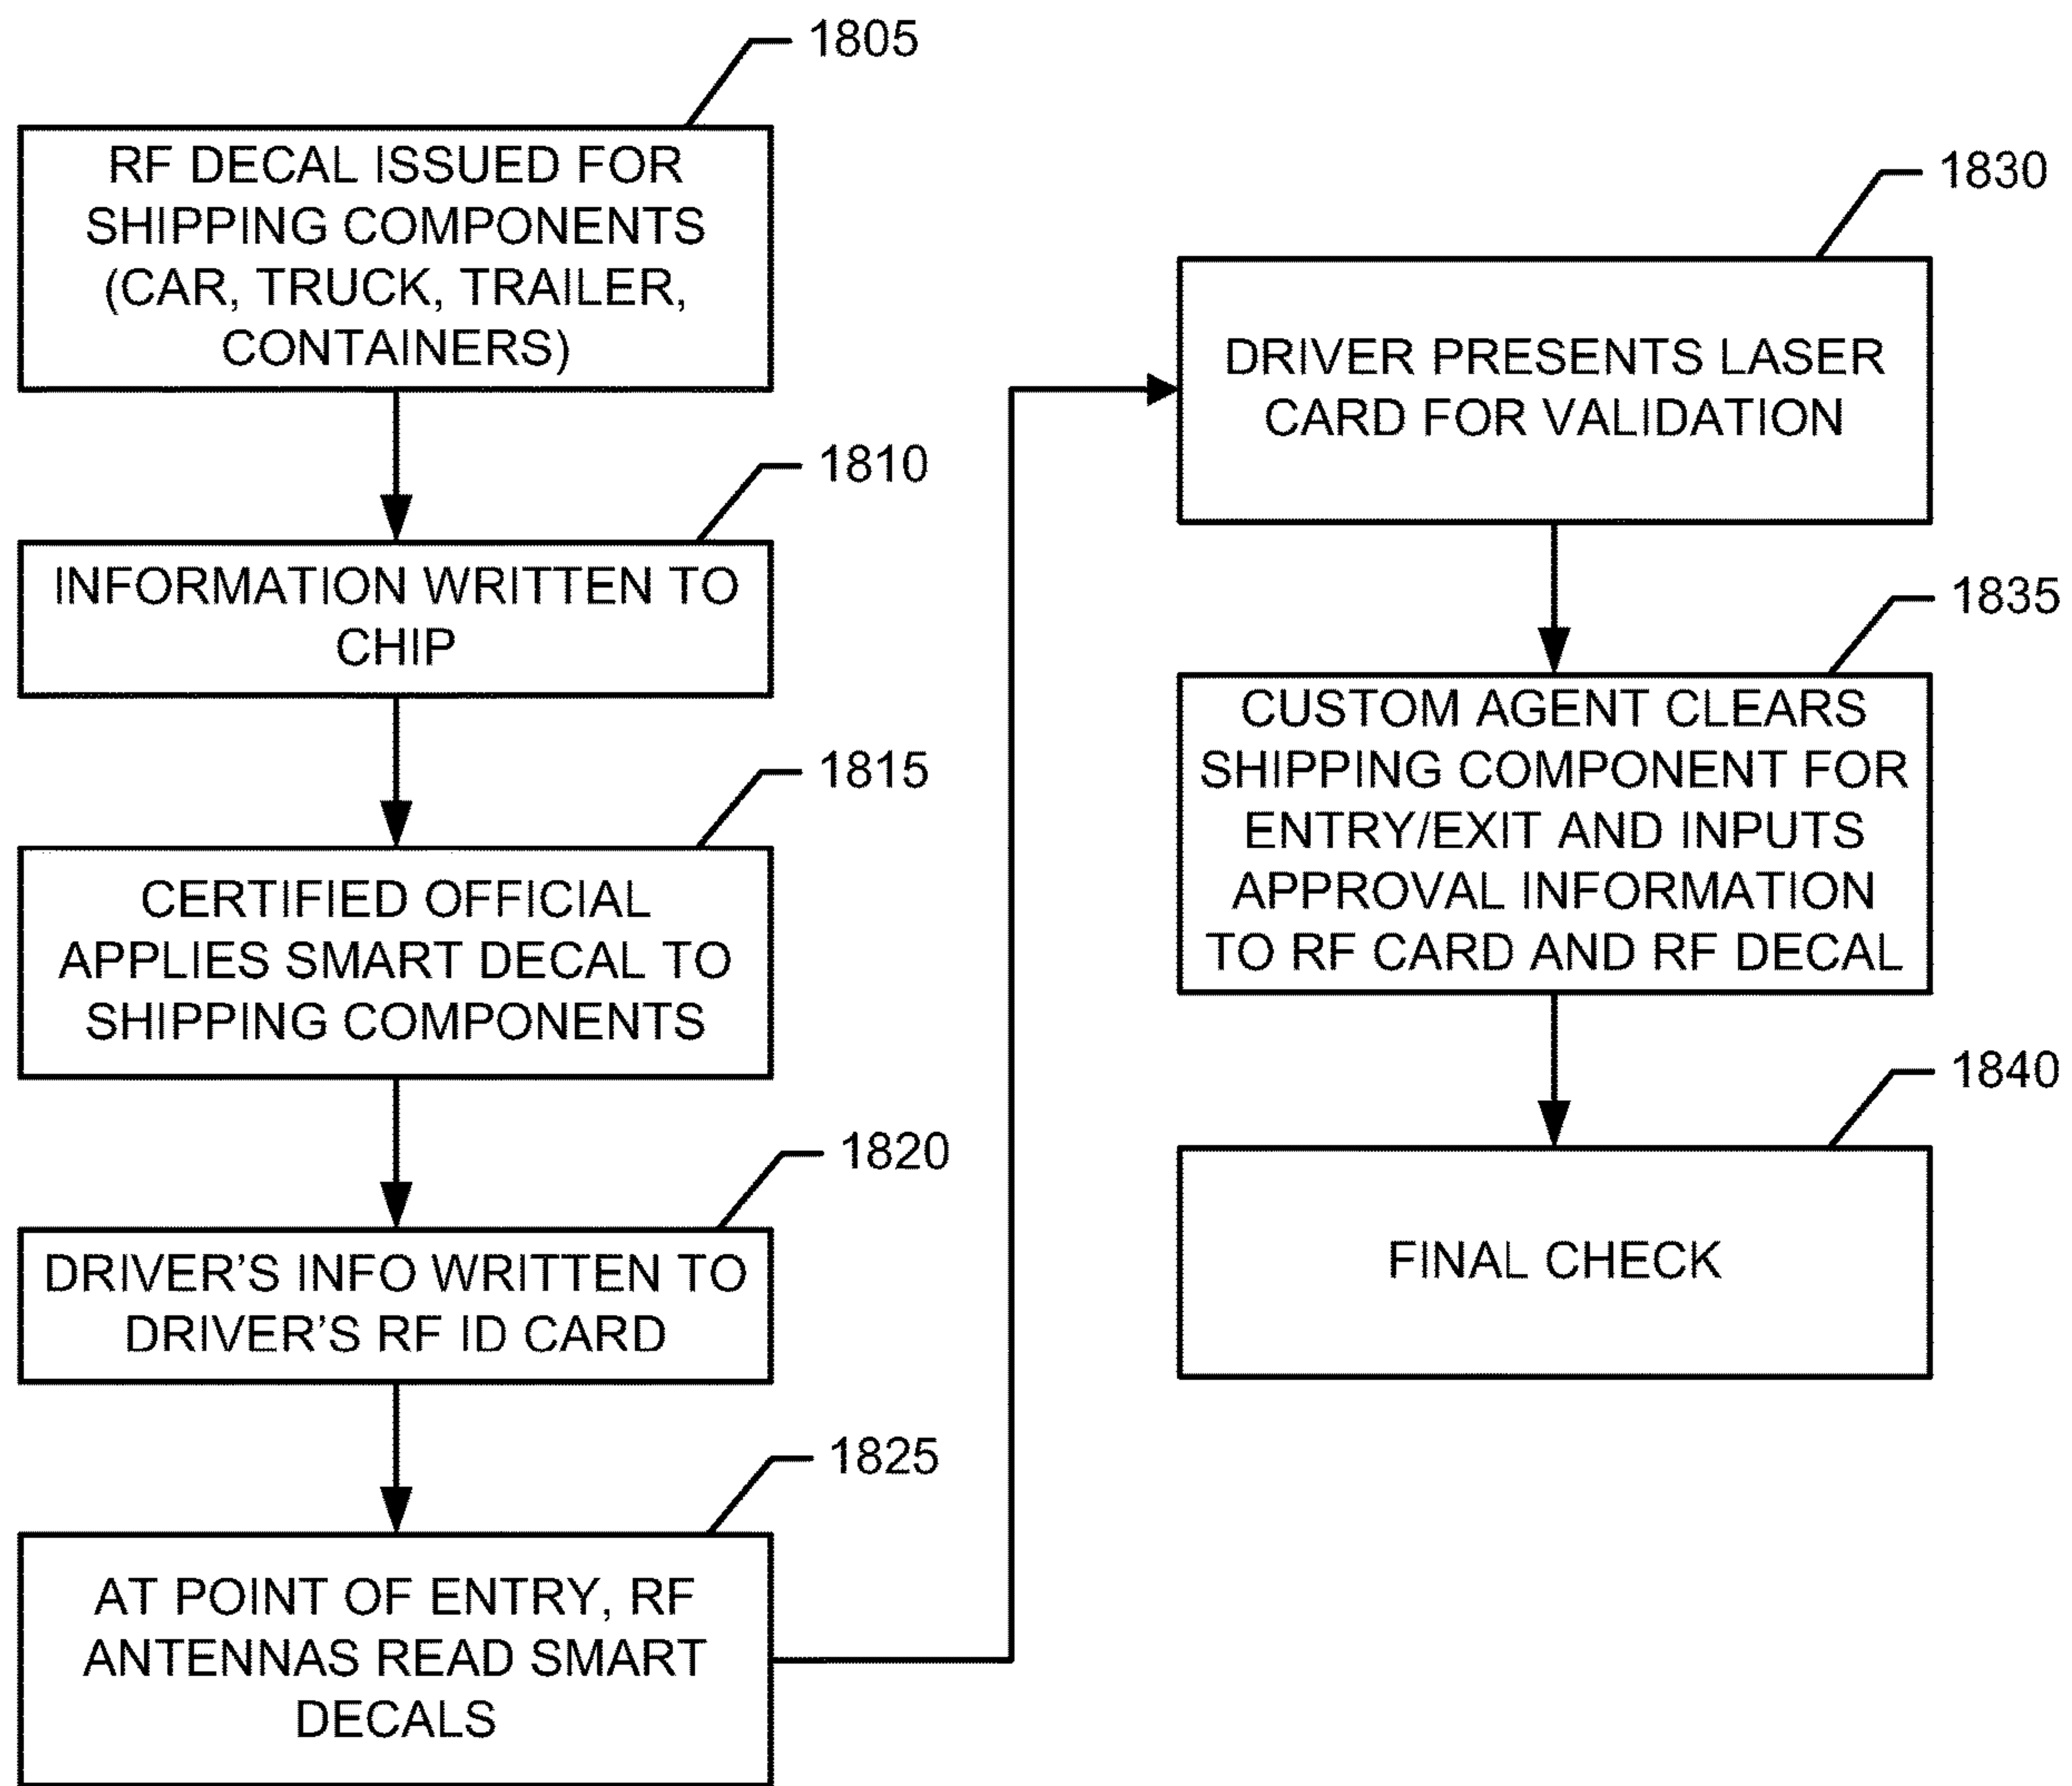 1805
RF DECAL ISSUED FOR
SHIPPING COMPONENTS
(CAR, TRUCK, TRAILER,
CONTAINERS)
1810
INFORMATION WRITTEN TO
CHIP
1815
CERTIFIED OFFICIAL
APPLIES SMART DECAL TO
SHIPPING COMPONENTS
1820
DRIVER'S INFO WRITTEN TO
DRIVER'S RF ID CARD
1825
AT POINT OF ENTRY, RF
ANTENNAS READ SMART
DECALS
1830
DRIVER PRESENTS LASER
CARD FOR VALIDATION
1835
CUSTOM AGENT CLEARS
SHIPPING COMPONENT FOR
ENTRY/EXIT AND INPUTS
APPROVAL INFORMATION
TO RF CARD AND RF DECAL
1840
FINAL CHECK